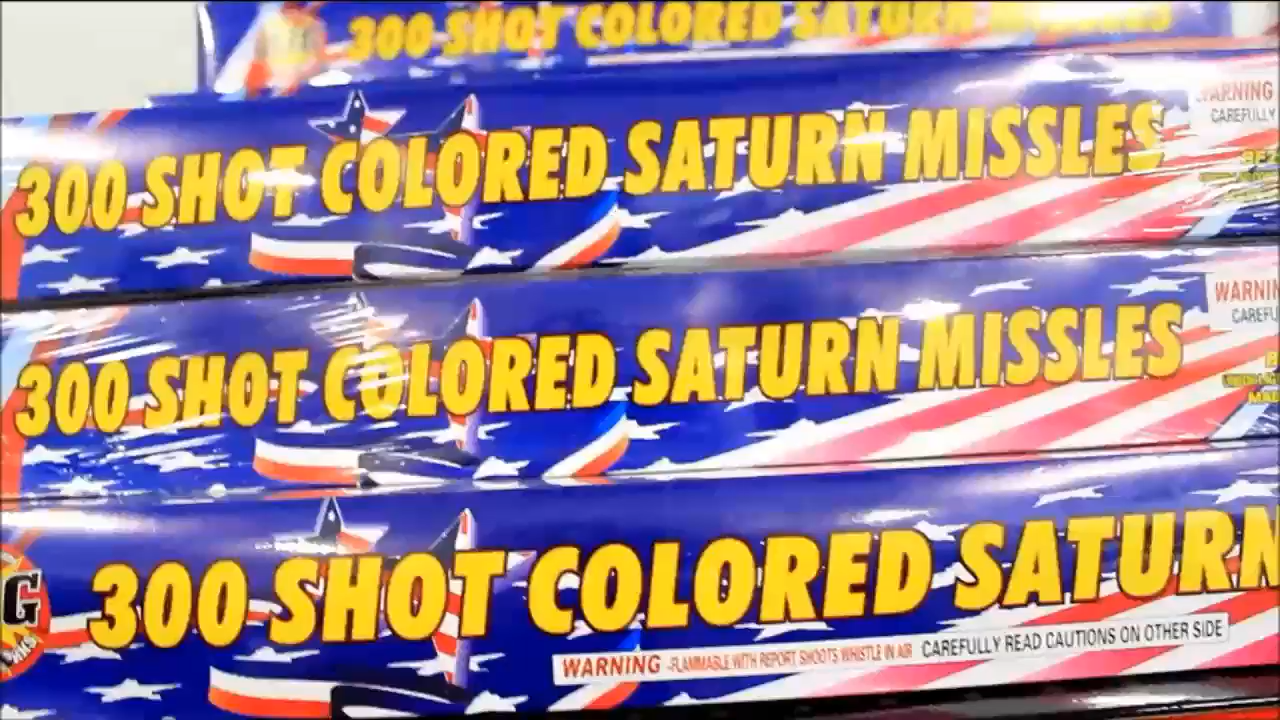 300 SHOT COLORED SATURN MISSLES
300 SHOT COLORED SATURN MISSLES
WARNING
CAREFULLY
300 SHOT COLORED SATURN MISSLES
300 SHOT COLORED SATURN
G
WARNING -FLAMMABLE WITH REPORT SHOOTS WHISTLE IN AIR CAREFULLY READ CAUTIONS ON OTHER SIDE